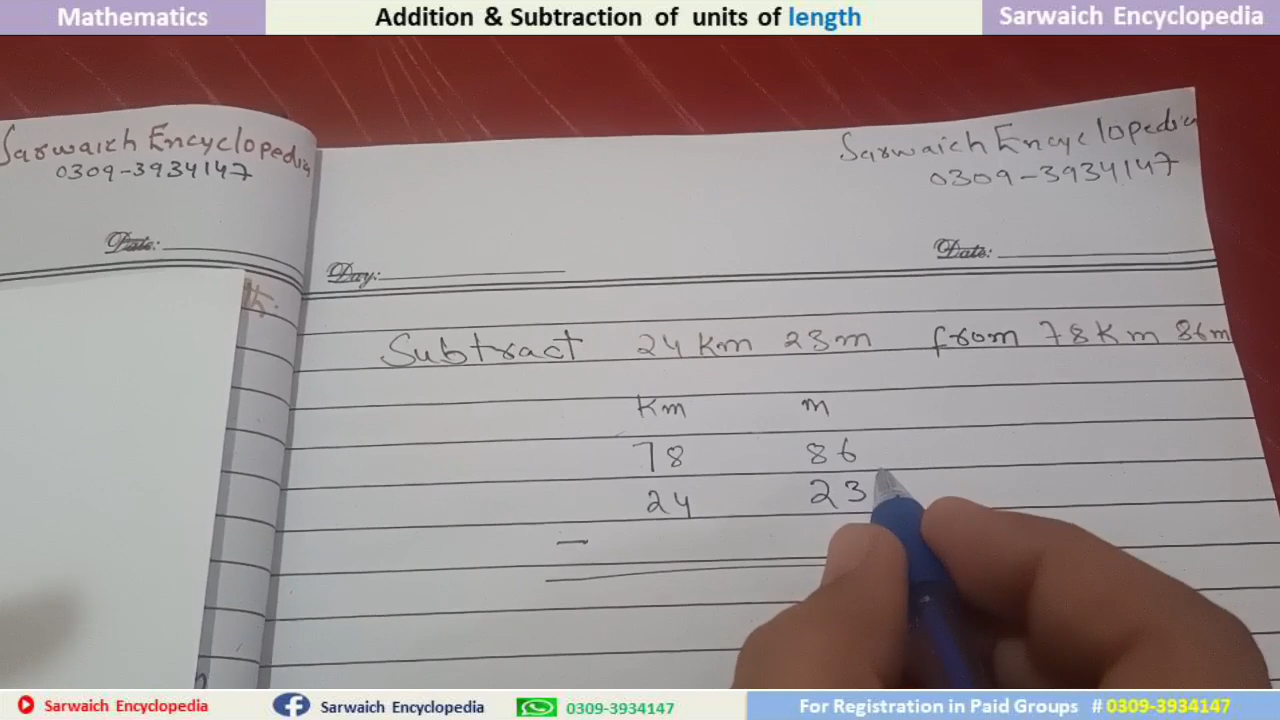 Mathematics
Addition & Subtraction of units of length
Sarwaich Encyclopedia
Sarwaich Encyclopedia
0309-3934147
Sarwaich Encyclopedia
0309-3934147
Date:
Day:
Date:
Subtract 24 Km 23m from 78 Km 86m
Km m
78 86
24 23
—
Sarwaich Encyclopedia
Sarwaich Encyclopedia
0309-3934147
For Registration in Paid Groups # 0309-3934147